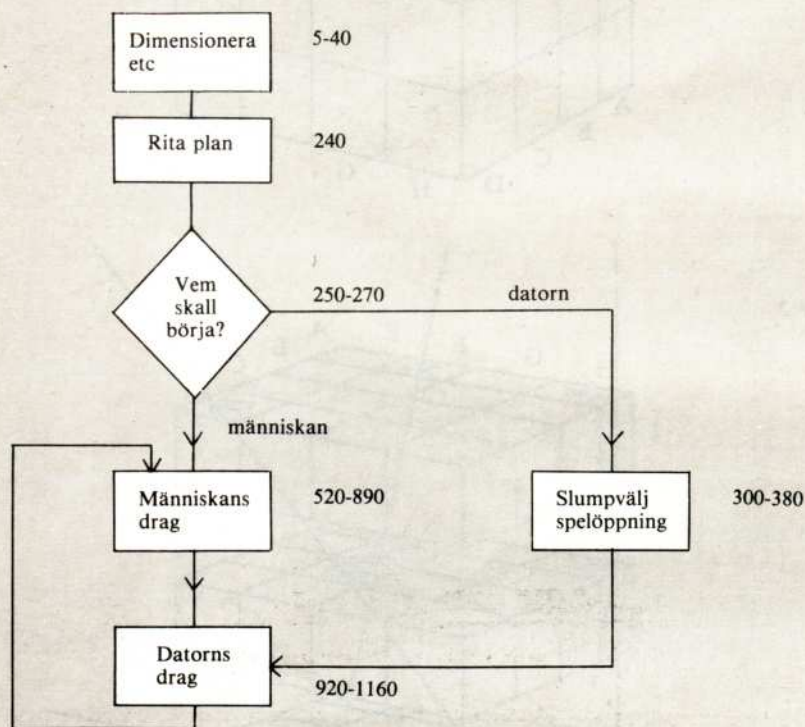 Dimensionera
etc
5-40
Rita plan
240
Vem
skall
börja?
250-270
datorn
människan
Människans
drag
520-890
Slumpvälj
spelöppning
300-380
Datorns
drag
920-1160